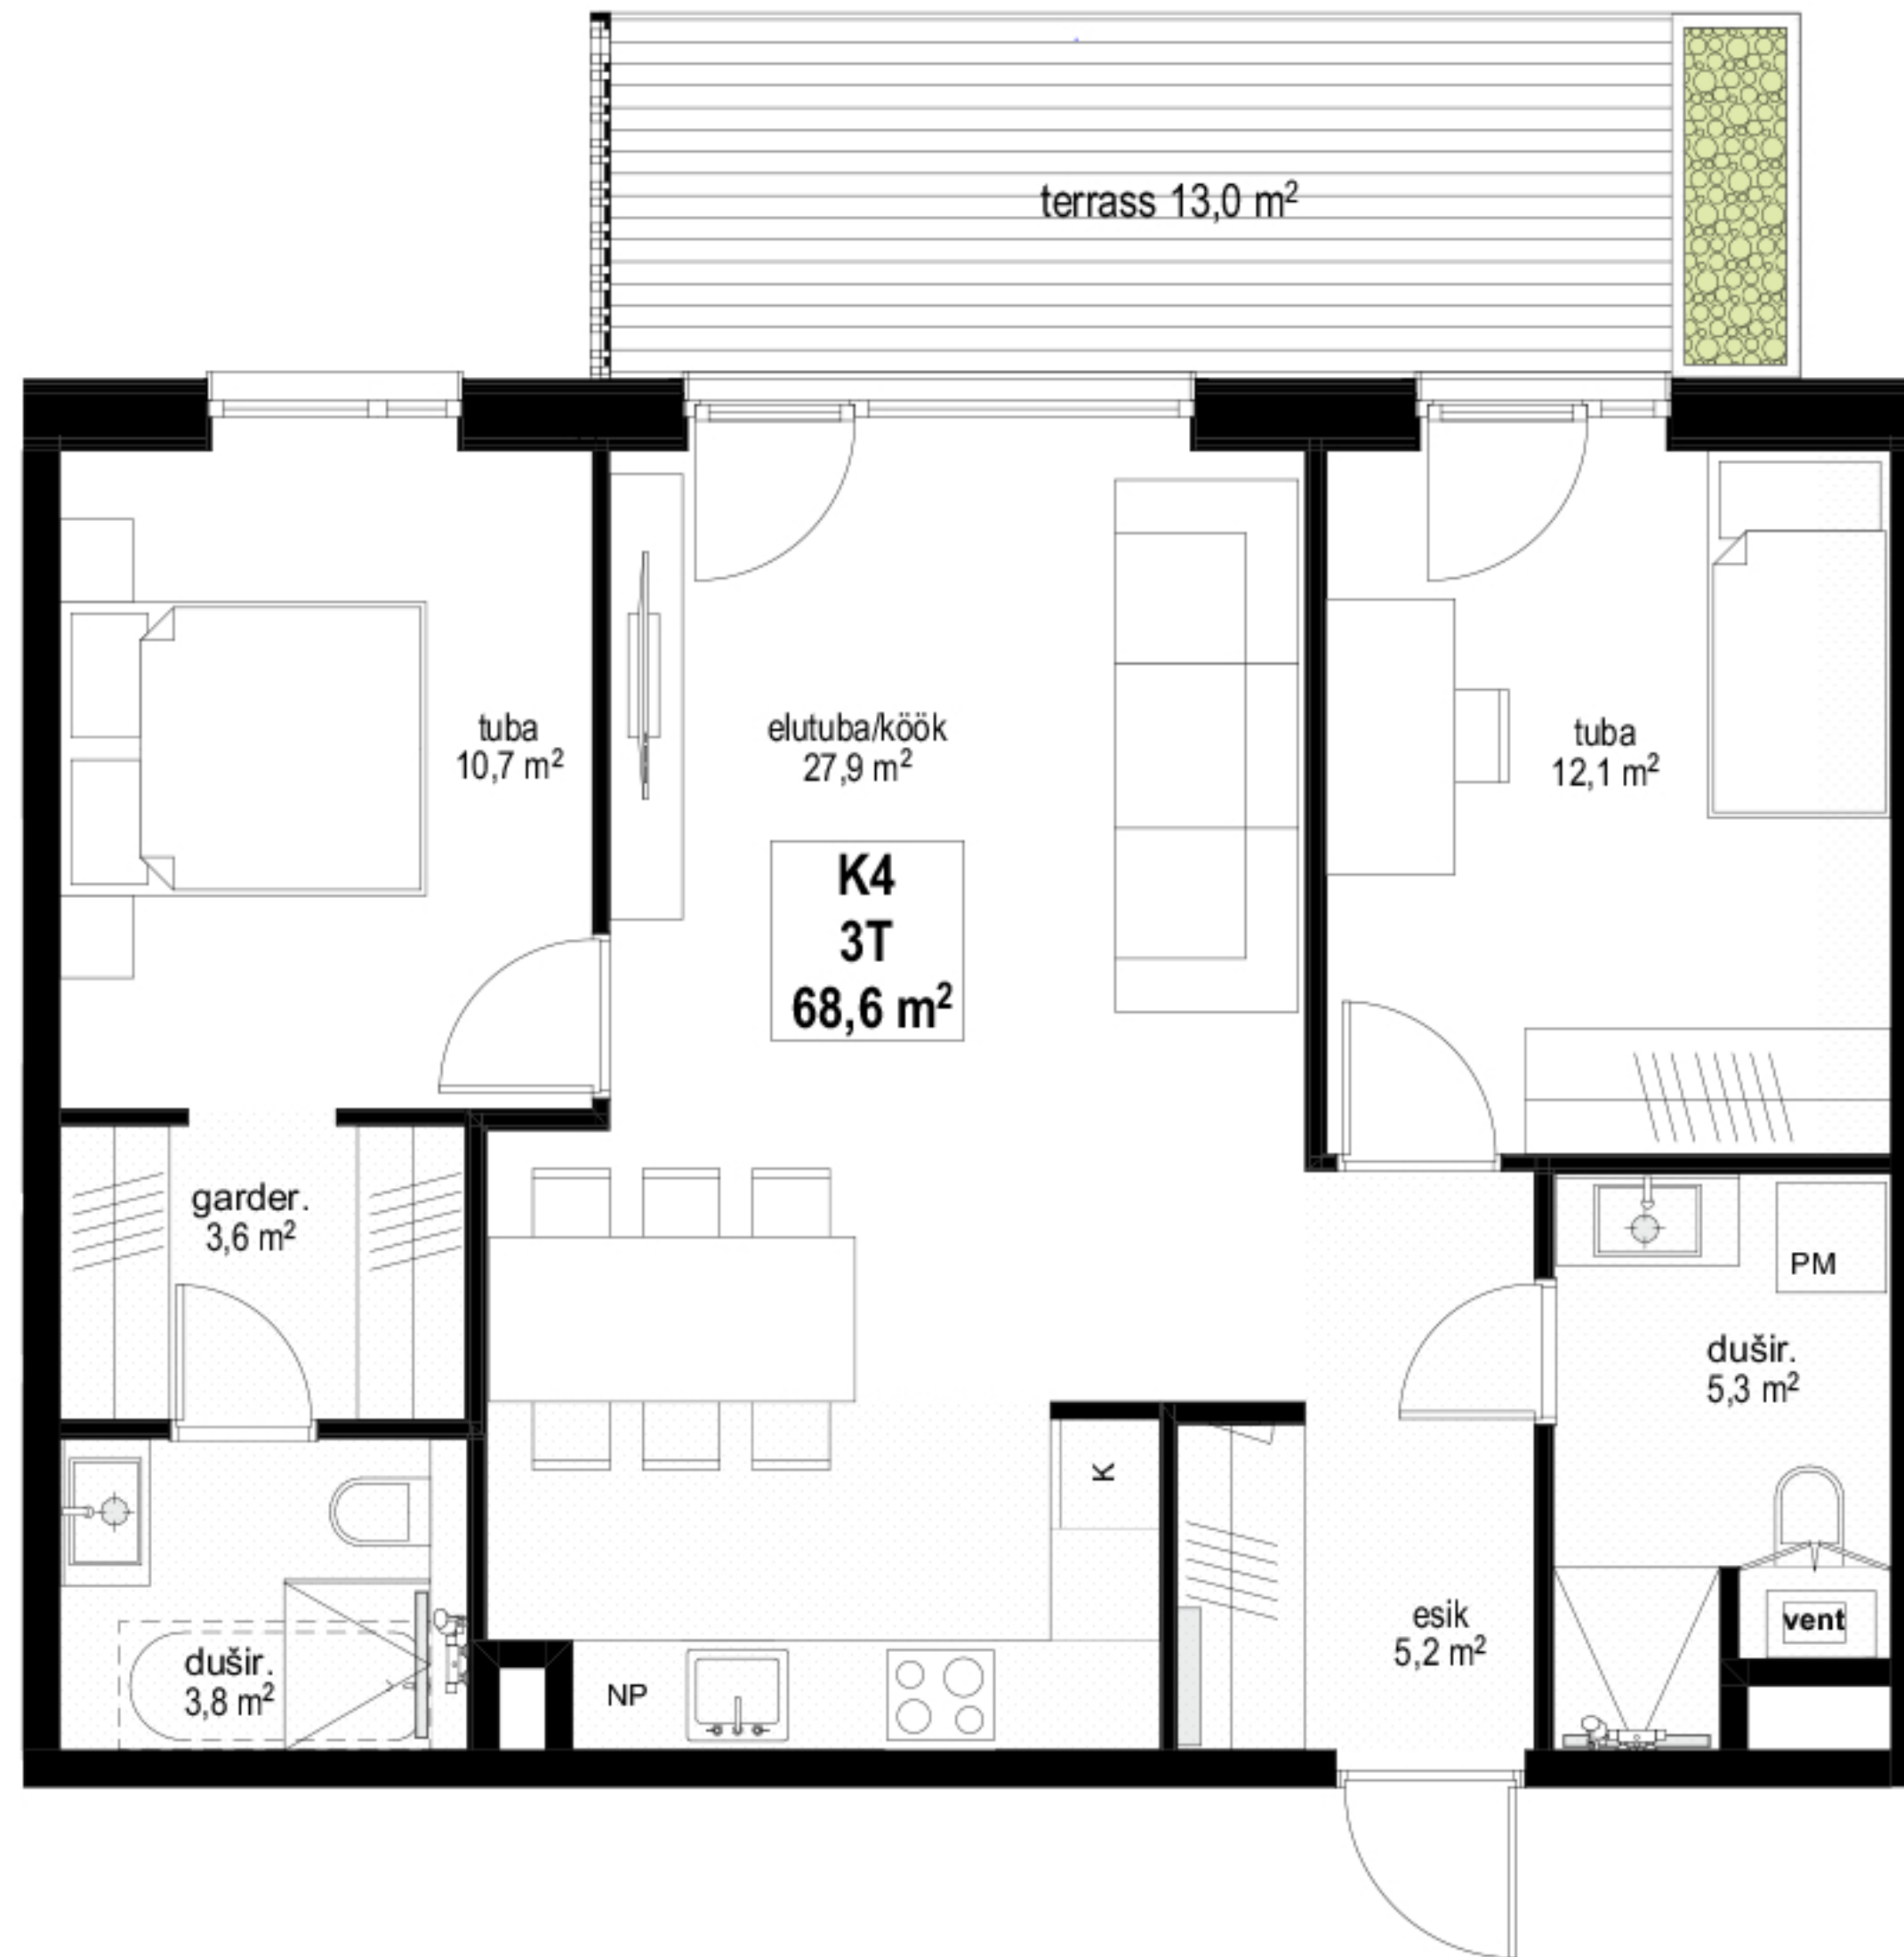 terrass 13,0 m²
tuba
10,7 m²
elutuba/köök
27,9 m²
tuba
12,1 m²
K4
3T
68,6 m²
garder.
3,6 m²
PM
dušir.
5,3 m²
K
esik
5,2 m²
vent
dušir.
3,8 m²
NP